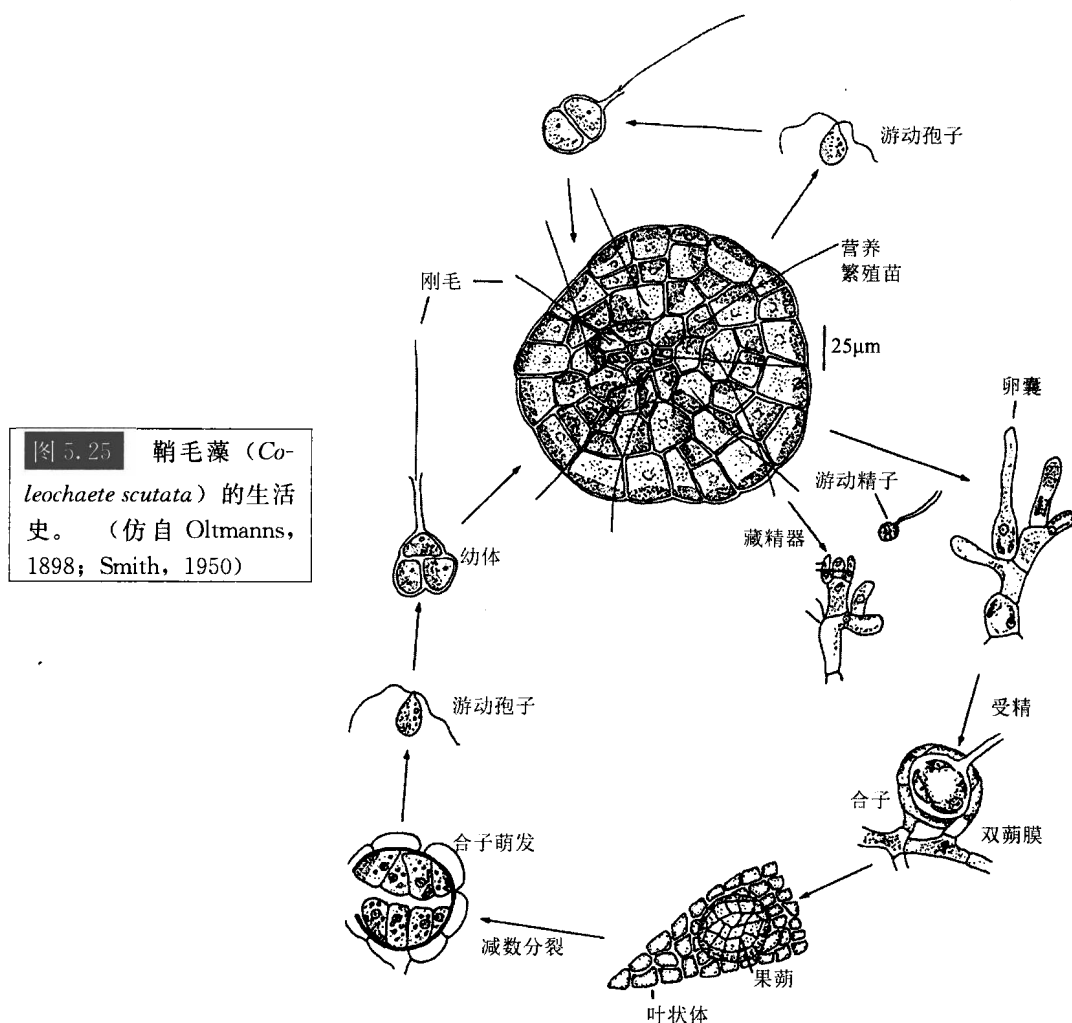 游动孢子
营养
繁殖苗
刚毛
25μm
卵囊
图 5.25 鞘毛藻（Co-
leochaete scutata）的生活
史。 （仿自 Oltmanns,
1898; Smith, 1950）
游动精子
藏精器
幼体
游动孢子
受精
合子
双蒴膜
合子萌发
减数分裂
果蒴
叶状体